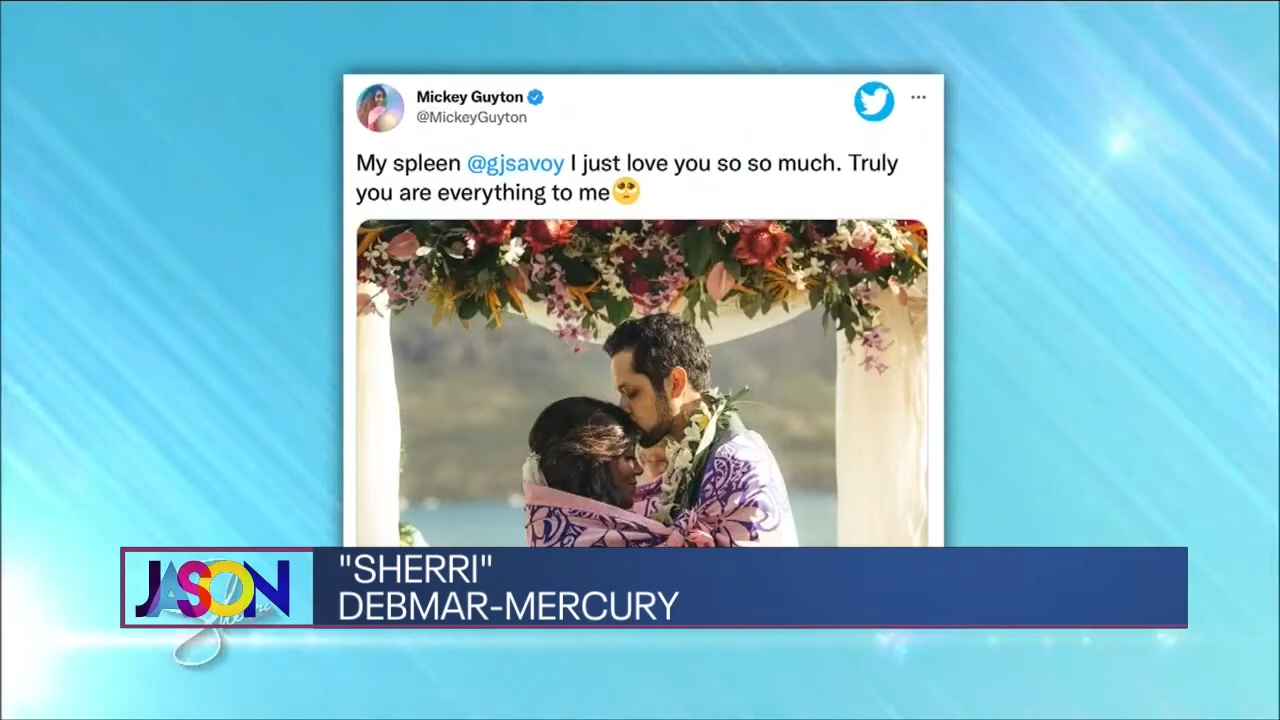 Mickey Guyton
@MickeyGuyton
My spleen @gjsavoy I just love you so so much. Truly
you are everything to me🥺
JASON
"SHERRI"
DEBMAR-MERCURY